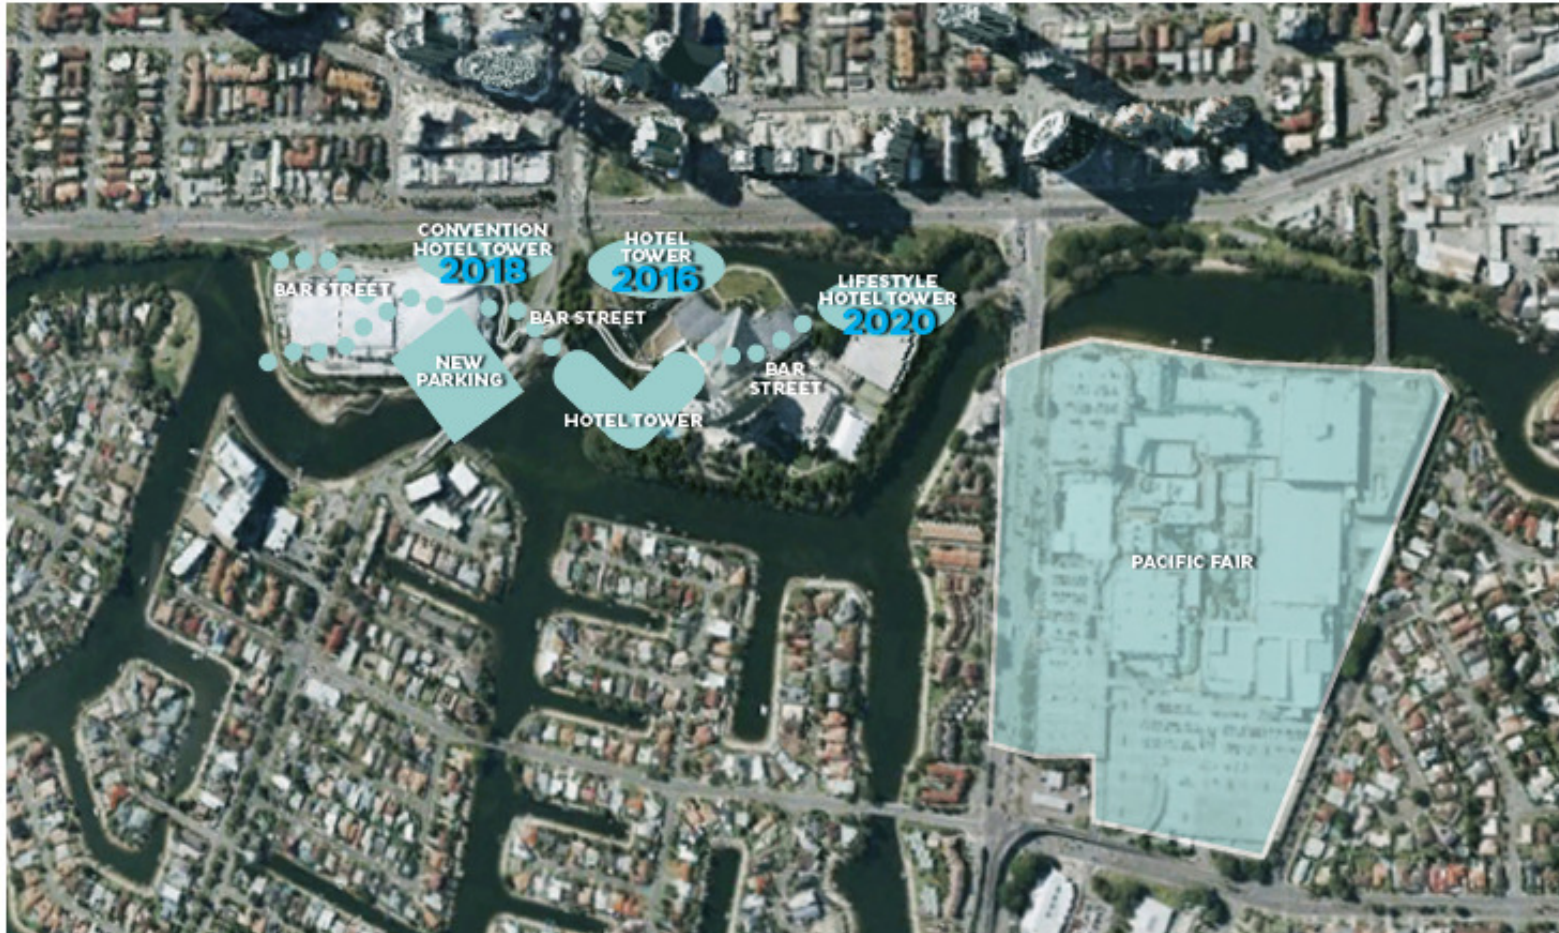 CONVENTION
HOTEL TOWER
2018
HOTEL
TOWER
2016
LIFESTYLE
HOTEL TOWER
2020
BAR STREET
BAR STREET
NEW
PARKING
BAR
STREET
HOTEL TOWER
PACIFIC FAIR